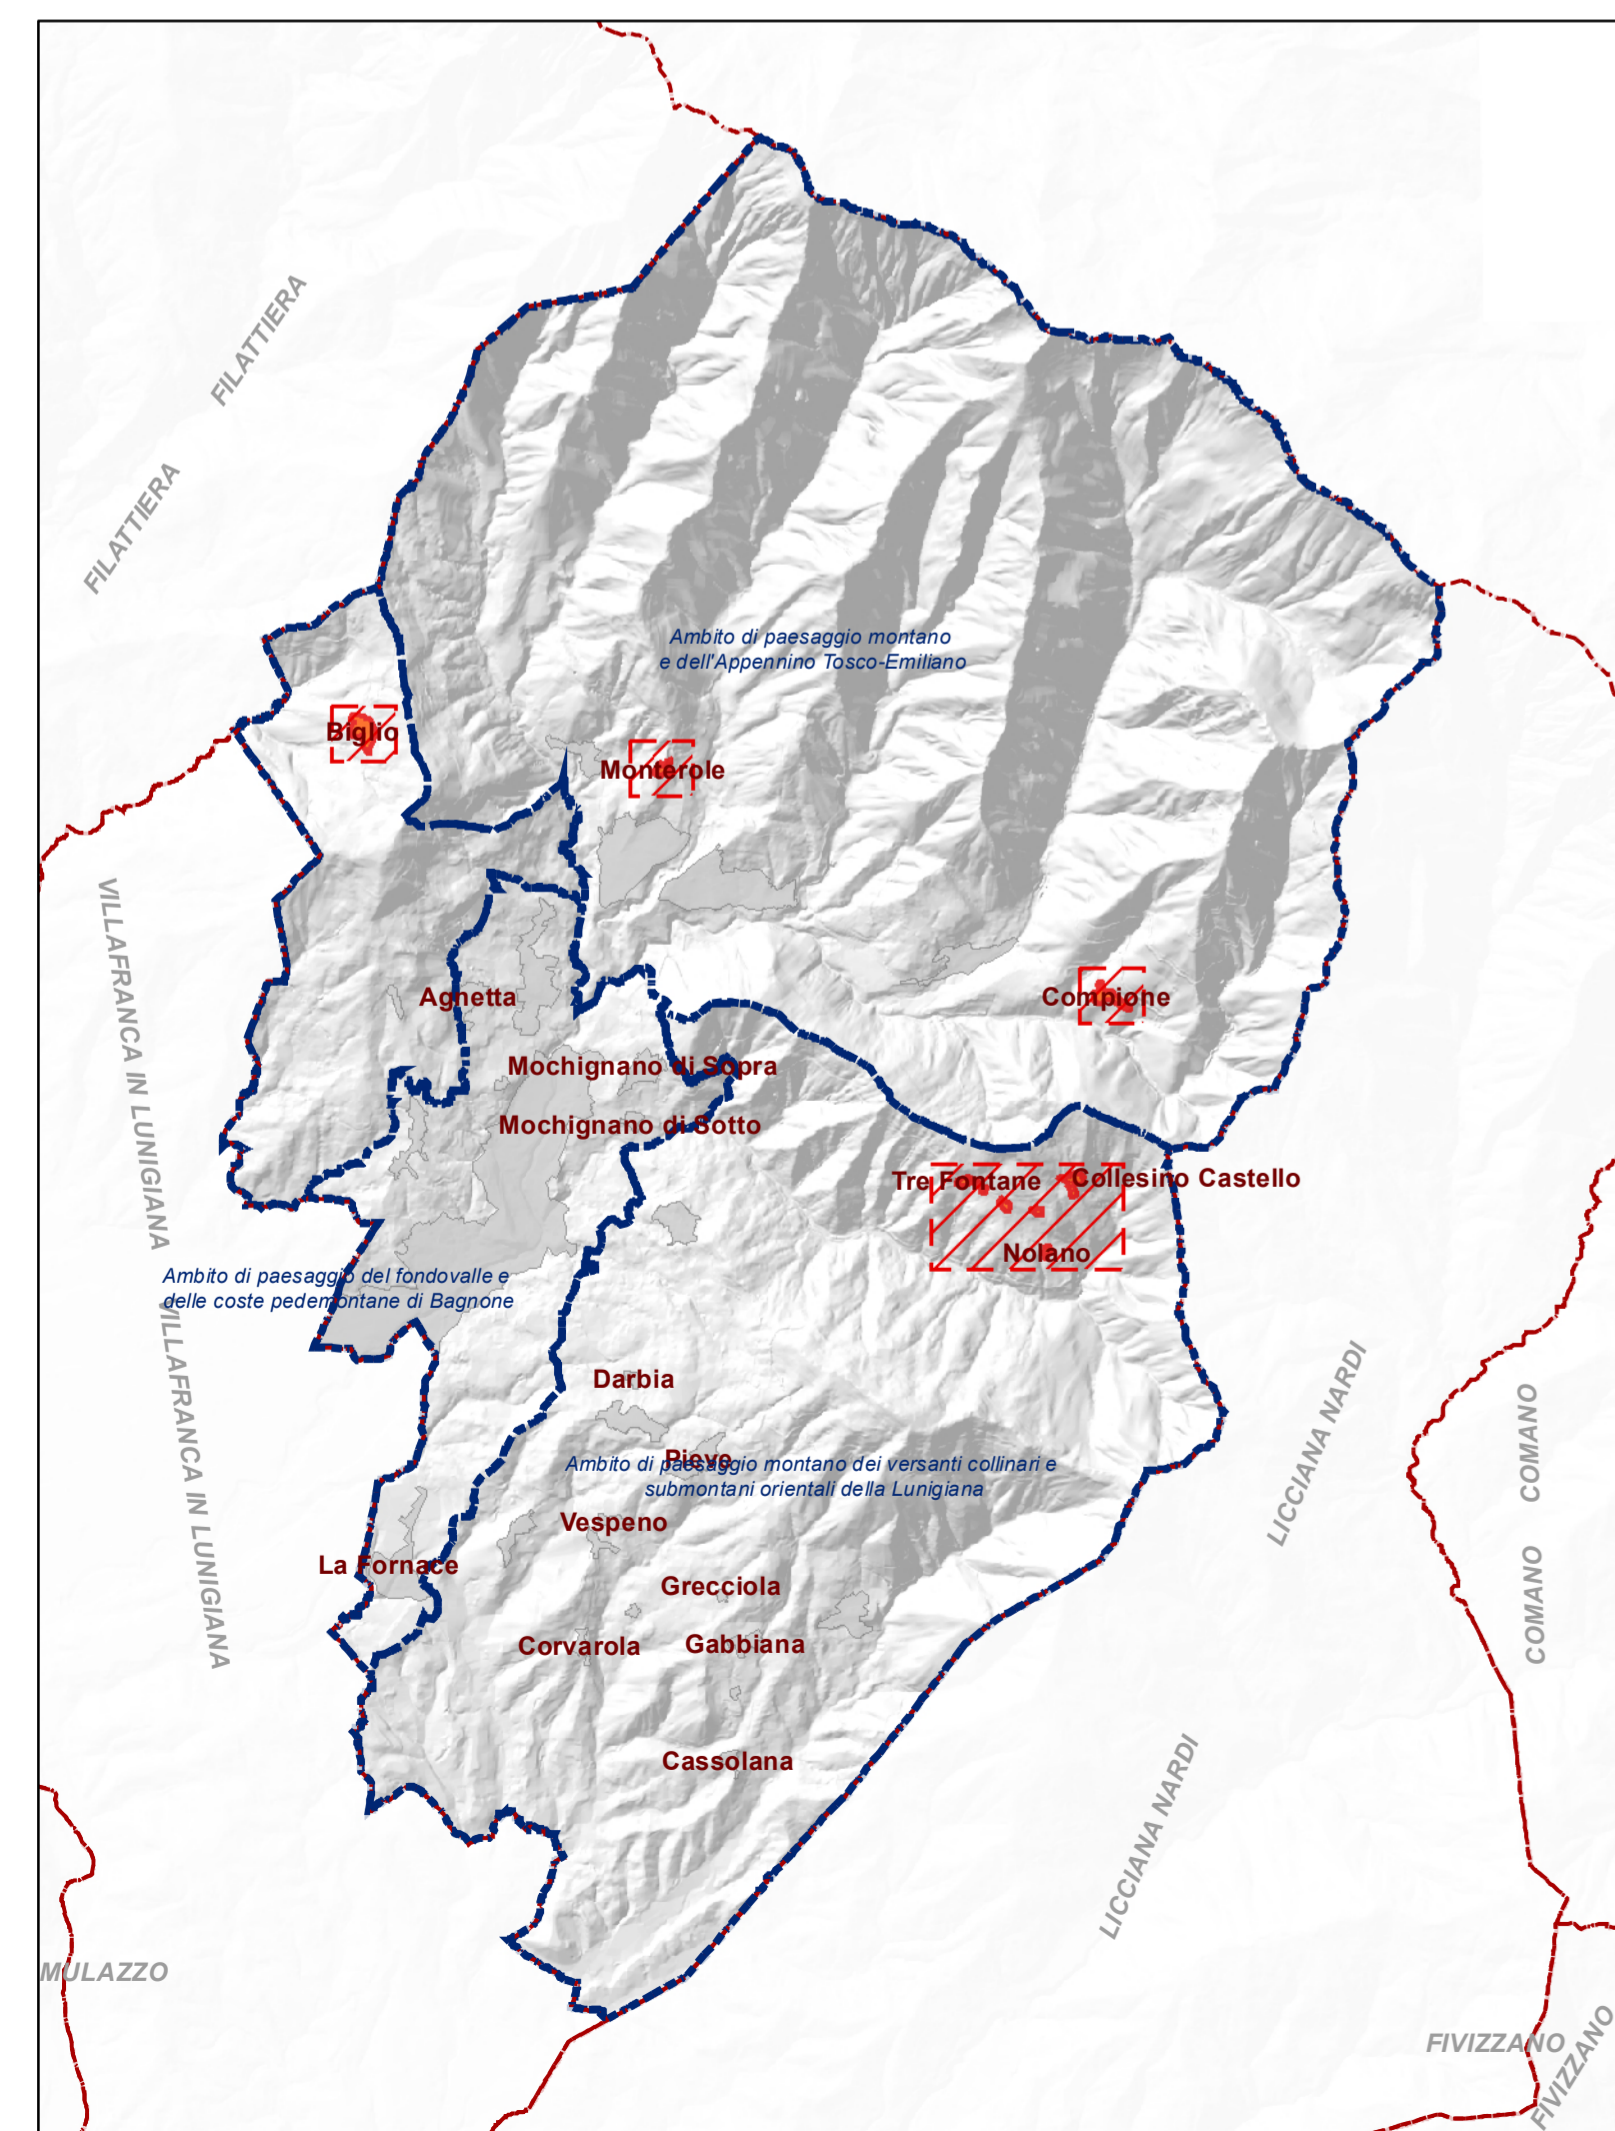 FILATTIERA
FILATTIERA
Ambito di paesaggio montano
e dell'Appennino Tosco-Emiliano
Biglio
Monterole
VILLAFRANCA IN LUNIGIANA
Agnetta
Compione
Mochignano di Sopra
Mochignano di Sotto
Tre Fontane
Collesino Castello
Nolano
Ambito di paesaggio del fondovalle e
delle coste pedemontane di Bagnone
VILLAFRANCA IN LUNIGIANA
LICCIANA NARDI
COMANO
Darbia
Pieve
Ambito di paesaggio montano dei versanti collinari e
submontani orientali della Lunigiana
Vespeno
La Fornace
COMANO
Grecciola
Corvarola
Gabbiana
Cassolana
LICCIANA NARDI
MULAZZO
FIVIZZANO
FIVIZZANO